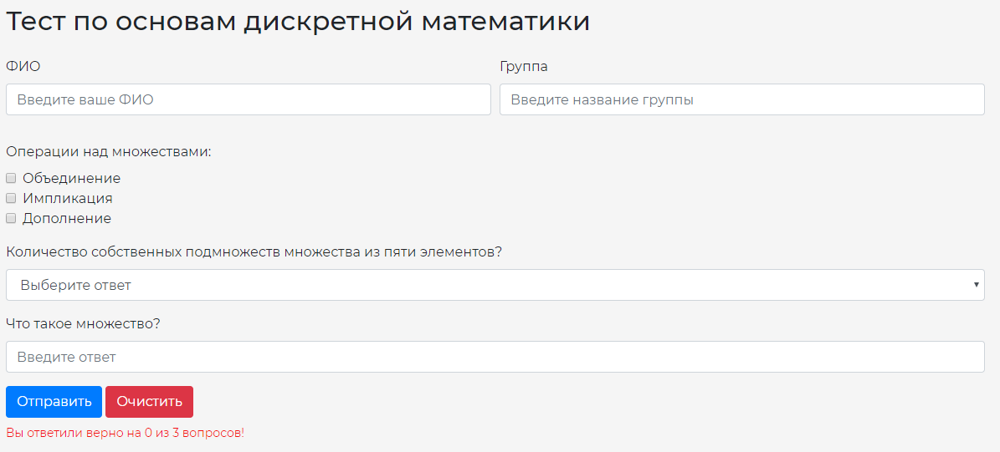 Тест по основам дискретной математики
ФИО
Группа
Введите ваше ФИО
Введите название группы
Операции над множествами:
Объединение
Импликация
Дополнение
Количество собственных подмножеств множества из пяти элементов?
Выберите ответ
Что такое множество?
Введите ответ
Отправить
Очистить
Вы ответили верно на 0 из 3 вопросов!